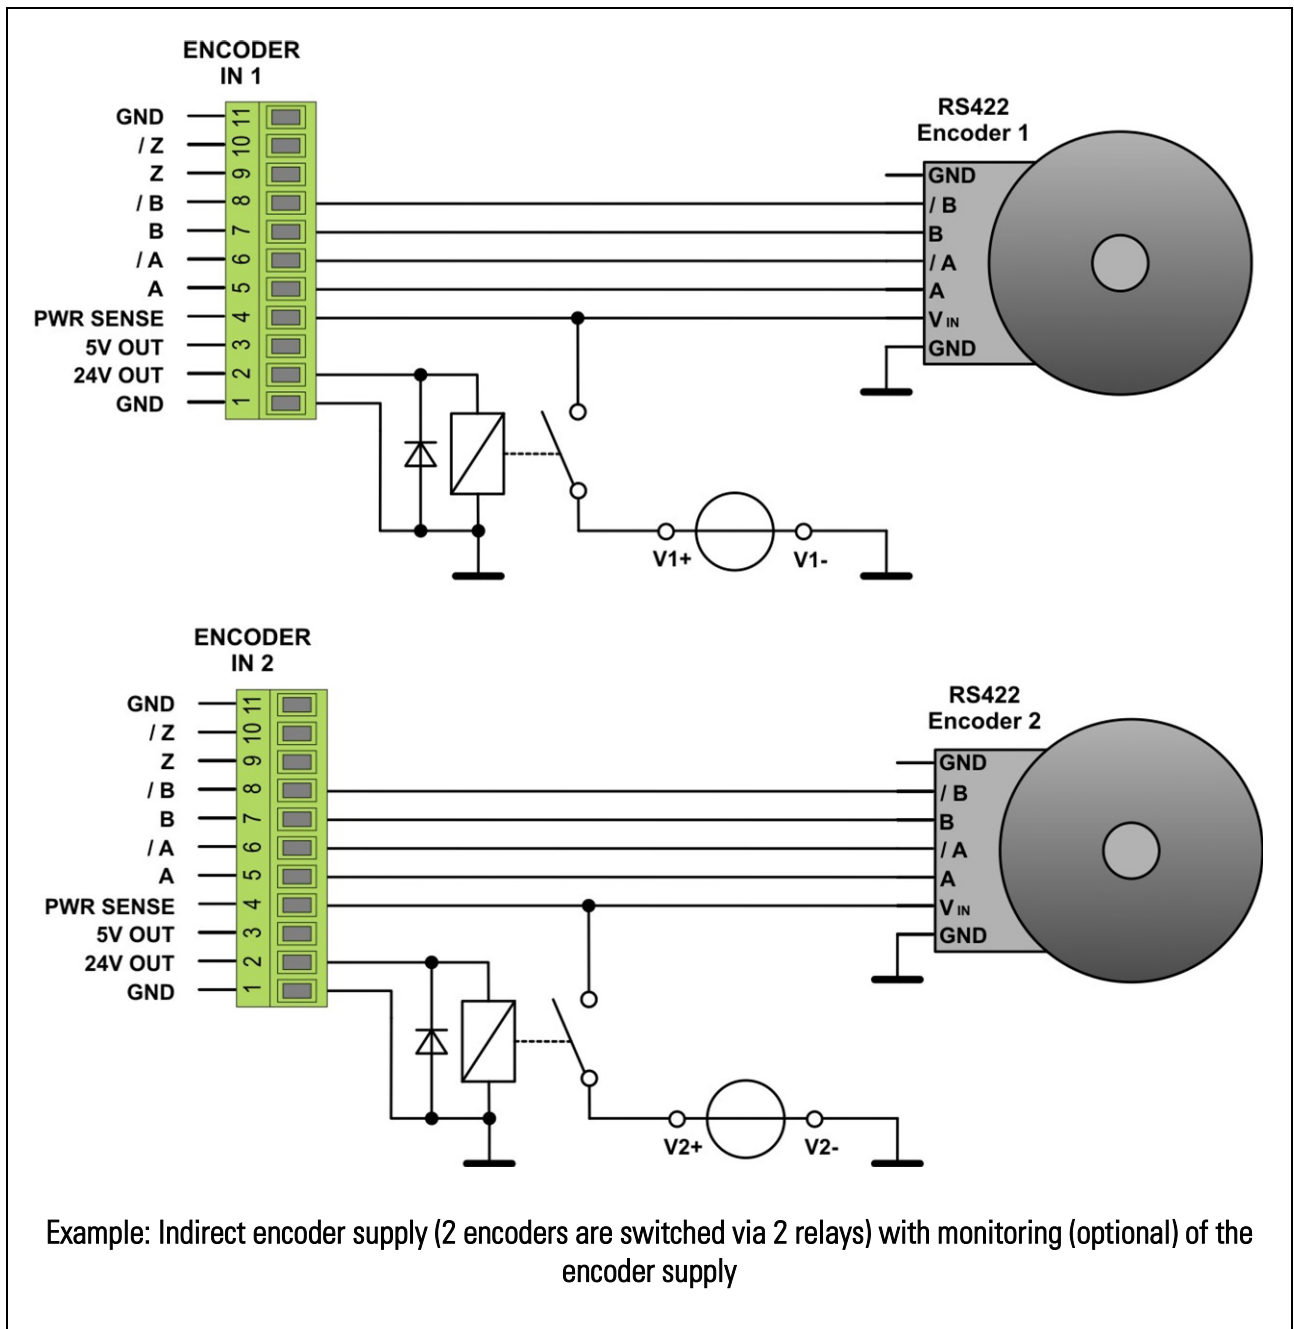 ENCODER
IN 1
GND 11
/ Z 10
Z 9
/ B 8
B 7
/ A 6
A 5
PWR SENSE 4
5V OUT 3
24V OUT 2
GND 1
RS422
Encoder 1
GND
/ B
B
/ A
A
V IN
GND
V1+ V1-
ENCODER
IN 2
GND 11
/ Z 10
Z 9
/ B 8
B 7
/ A 6
A 5
PWR SENSE 4
5V OUT 3
24V OUT 2
GND 1
RS422
Encoder 2
GND
/ B
B
/ A
A
V IN
GND
V2+ V2-
Example: Indirect encoder supply (2 encoders are switched via 2 relays) with monitoring (optional) of the
encoder supply